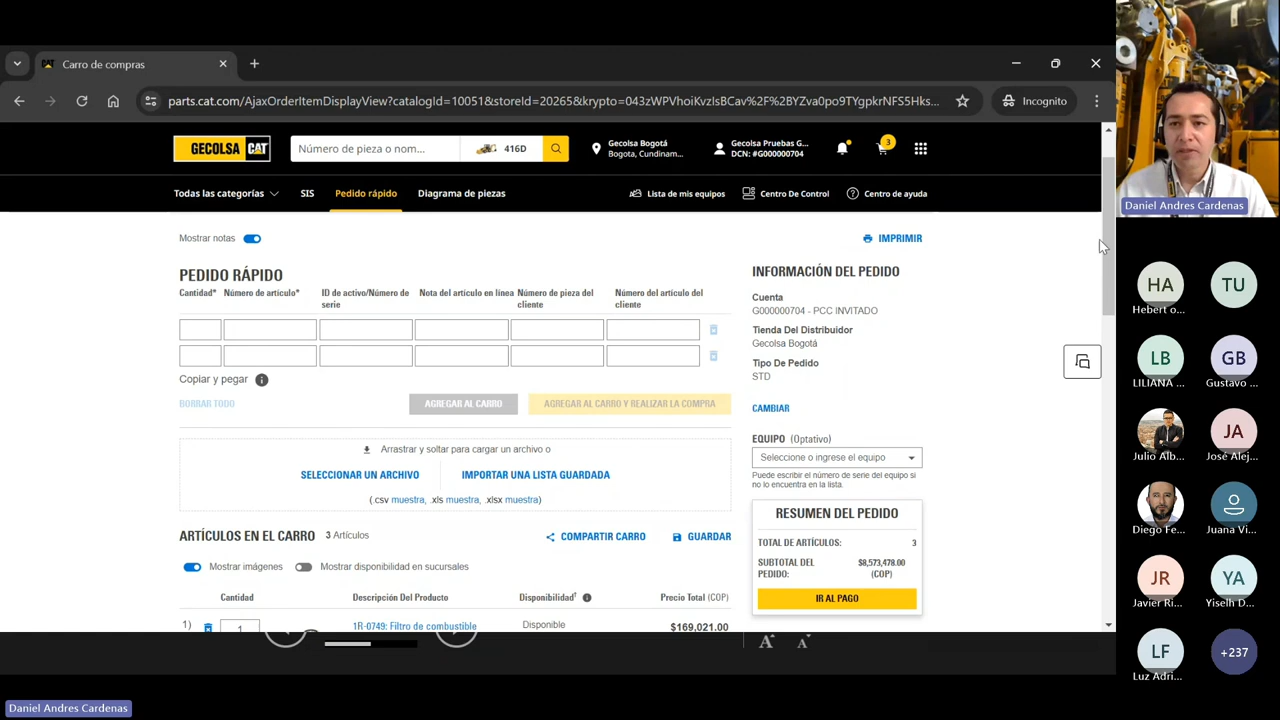 Carro de compras
parts.cat.com/AjaxOrderItemDisplayView?catalogId=10051&storeId=20265&krypto=043zWPVhoiKvzlsBCav%2F%2BYZva0po9TYgpkrNFS5Hks...
Incógnito
GECOLSA CAT
Número de pieza o nom...
416D
Gecolsa Bogotá
Bogota, Cundinam...
Gecolsa Pruebas G...
DCN: #G000000704
3
Todas las categorías
SIS
Pedido rápido
Diagrama de piezas
Lista de mis equipos
Centro De Control
Centro de ayuda
Mostrar notas
IMPRIMIR
PEDIDO RÁPIDO
Cantidad*
Número de artículo*
ID de activo/Número de serie
Nota del artículo en línea
Número de pieza del cliente
Número del artículo del cliente
Copiar y pegar
BORRAR TODO
AGREGAR AL CARRO
AGREGAR AL CARRO Y REALIZAR LA COMPRA
Arrastrar y soltar para cargar un archivo o
SELECCIONAR UN ARCHIVO
IMPORTAR UNA LISTA GUARDADA
(.csv muestra, .xls muestra, .xlsx muestra)
ARTÍCULOS EN EL CARRO
3 Artículos
COMPARTIR CARRO
GUARDAR
Mostrar imágenes
Mostrar disponibilidad en sucursales
Cantidad
Descripción Del Producto
Disponibilidad†
Precio Total (COP)
1)
1
1R-0749: Filtro de combustible
Disponible
$169,021.00
INFORMACIÓN DEL PEDIDO
Cuenta
G000000704 - PCC INVITADO
Tienda Del Distribuidor
Gecolsa Bogotá
Tipo De Pedido
STD
CAMBIAR
EQUIPO (Optativo)
Seleccione o ingrese el equipo
Puede escribir el número de serie del equipo si
no lo encuentra en la lista.
RESUMEN DEL PEDIDO
TOTAL DE ARTÍCULOS:
3
SUBTOTAL DEL PEDIDO:
$8,573,478.00
(COP)
IR AL PAGO
A
A
Daniel Andres Cardenas
HA
Hebert o...
TU
LB
LILIANA ...
GB
Gustavo ...
Julio Alb...
JA
José Alej...
Diego Fe...
Juana Vi...
JR
Javier Ri...
YA
Yiselh D...
LF
Luz Adri...
+237
Daniel Andres Cardenas